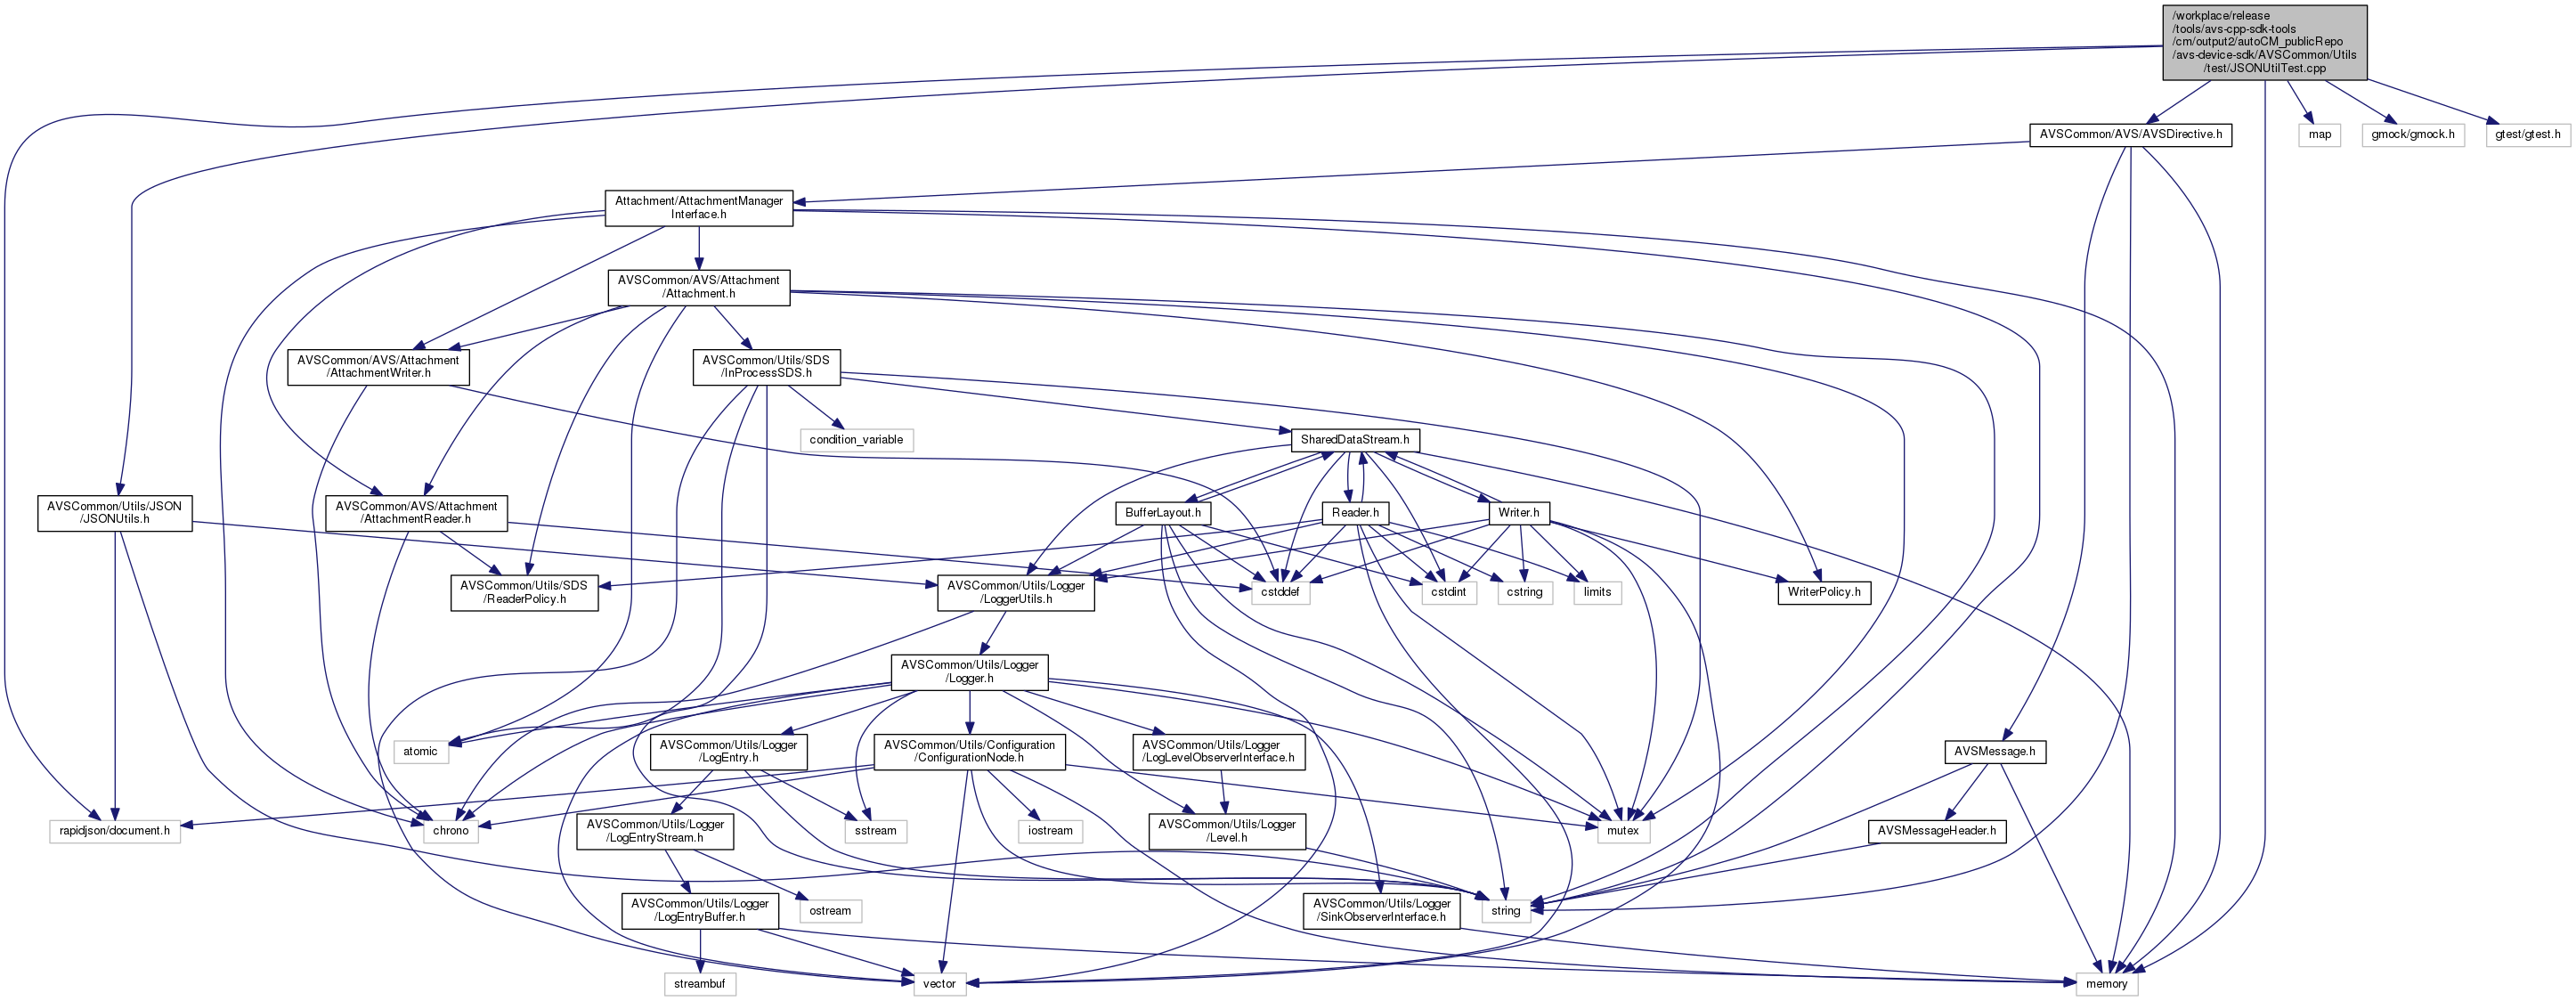 /workplace/release
/tools/avs-cpp-sdk-tools
/cm/output2/autoCM_publicRepo
/avs-device-sdk/AVSCommon/Utils
/test/JSONUtilTest.cpp
AVSCommon/AVS/AVSDirective.h
map
gmock/gmock.h
gtest/gtest.h
Attachment/AttachmentManager
Interface.h
AVSCommon/AVS/Attachment
/Attachment.h
AVSCommon/AVS/Attachment
/AttachmentWriter.h
AVSCommon/Utils/SDS
/InProcessSDS.h
condition_variable
SharedDataStream.h
AVSCommon/Utils/JSON
/JSONUtils.h
AVSCommon/AVS/Attachment
/AttachmentReader.h
BufferLayout.h
Reader.h
Writer.h
AVSCommon/Utils/SDS
/ReaderPolicy.h
AVSCommon/Utils/Logger
/LoggerUtils.h
cstddef
cstdint
cstring
limits
WriterPolicy.h
AVSCommon/Utils/Logger
/Logger.h
atomic
AVSCommon/Utils/Logger
/LogEntry.h
AVSCommon/Utils/Configuration
/ConfigurationNode.h
AVSCommon/Utils/Logger
/LogLevelObserverInterface.h
AVSMessage.h
rapidjson/document.h
chrono
AVSCommon/Utils/Logger
/LogEntryStream.h
sstream
iostream
AVSCommon/Utils/Logger
/Level.h
mutex
AVSMessageHeader.h
AVSCommon/Utils/Logger
/LogEntryBuffer.h
ostream
AVSCommon/Utils/Logger
/SinkObserverInterface.h
string
streambuf
vector
memory